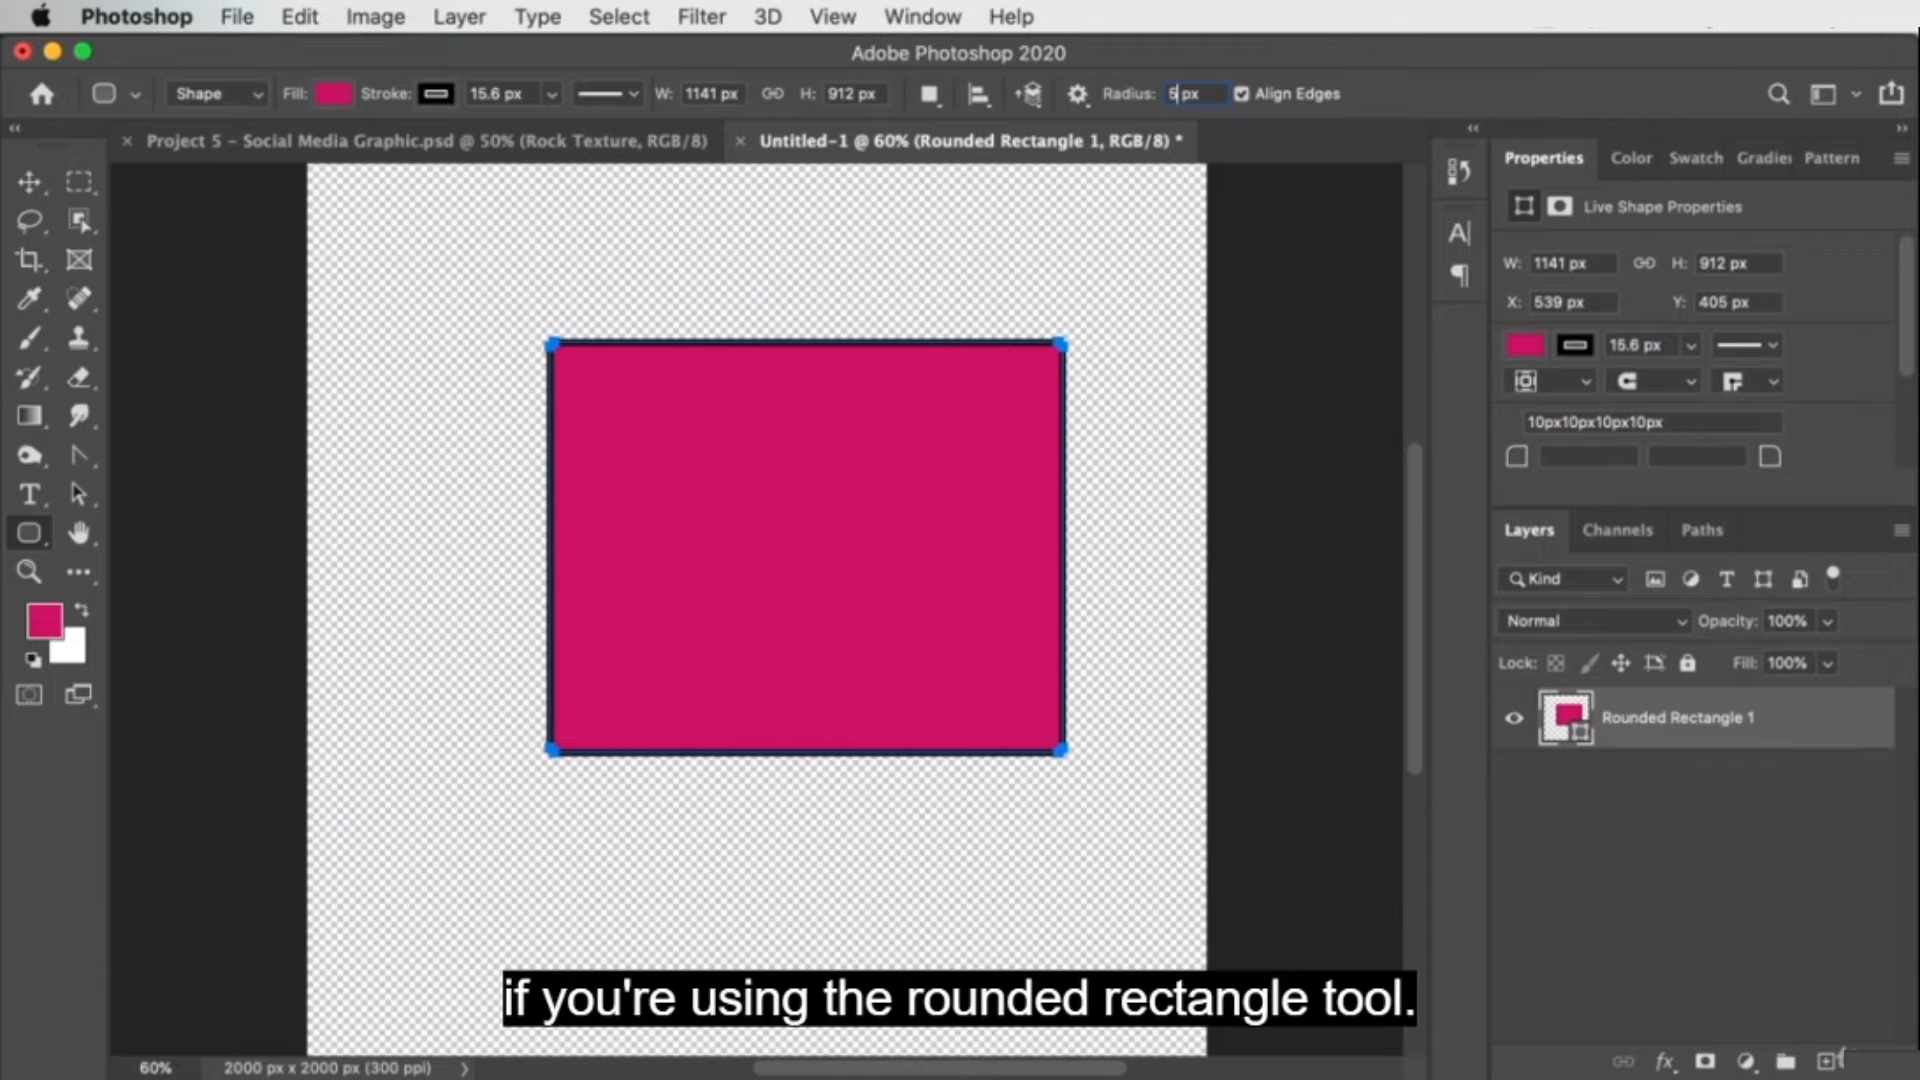 Photoshop File Edit Image Layer Type Select Filter 3D View Window Help
Adobe Photoshop 2020
Shape Fill: Stroke: 15.6 px W: 1141 px H: 912 px Radius: 5 px Align Edges
Project 5 - Social Media Graphic.psd @ 50% (Rock Texture, RGB/8) Untitled-1 @ 60% (Rounded Rectangle 1, RGB/8) *
Properties Color Swatch Gradie Pattern
Live Shape Properties
W: 1141 px H: 912 px
X: 539 px Y: 405 px
15.6 px
10px10px10px10px
Layers Channels Paths
Kind
Normal Opacity: 100%
Lock: Fill: 100%
Rounded Rectangle 1
if you're using the rounded rectangle tool.
60% 2000 px x 2000 px (300 ppi)